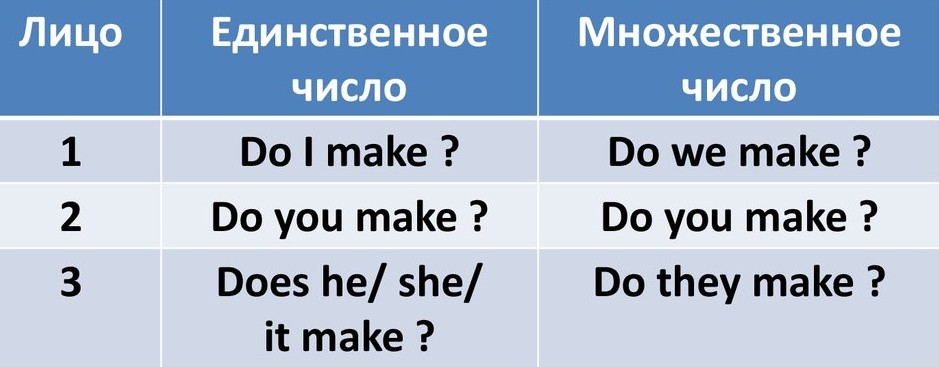 Лицо
Единственное
число
Множественное
число
1
Do I make ?
Do we make ?
2
Do you make ?
Do you make ?
3
Does he/ she/
it make ?
Do they make ?